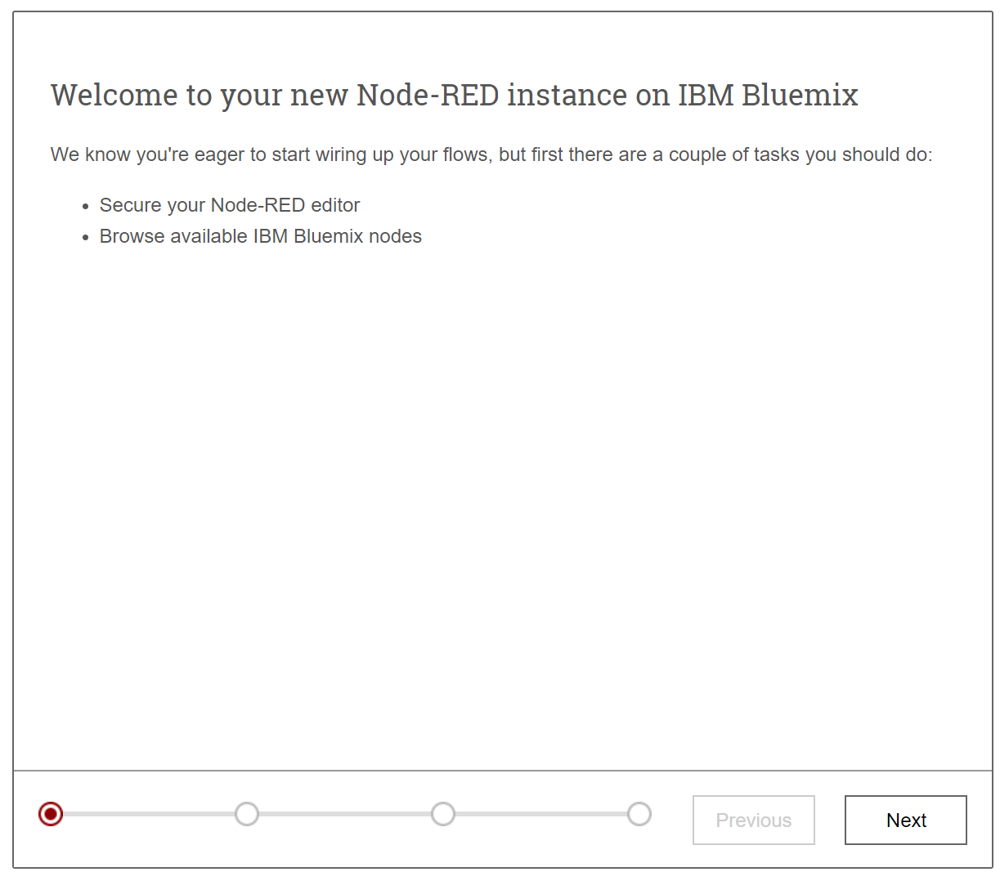 Welcome to your new Node-RED instance on IBM Bluemix
We know you're eager to start wiring up your flows, but first there are a couple of tasks you should do:
Secure your Node-RED editor
Browse available IBM Bluemix nodes
Previous
Next